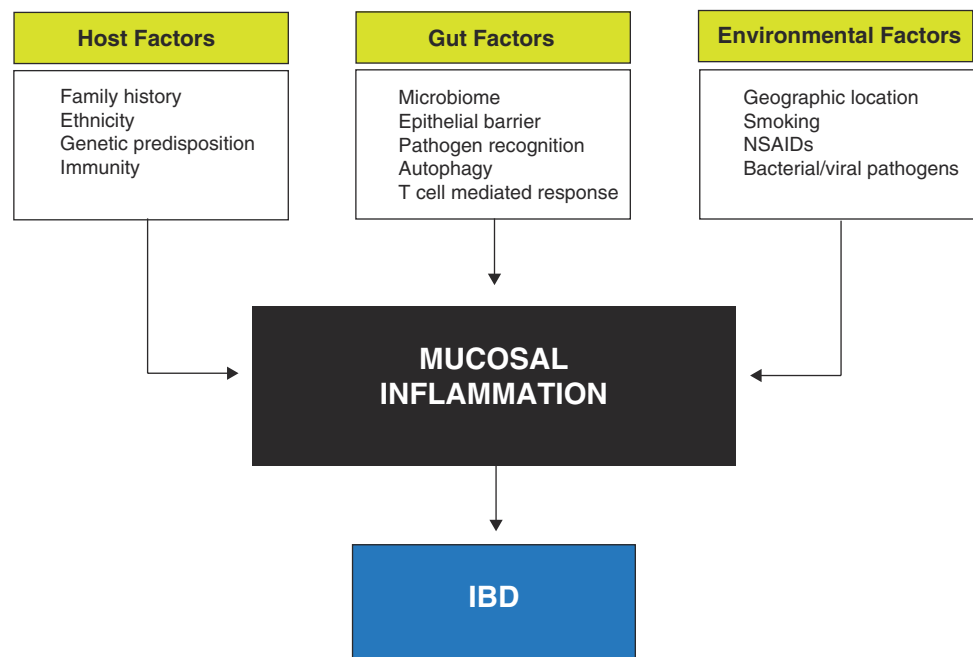 Host Factors
Family history
Ethnicity
Genetic predisposition
Immunity
Gut Factors
Microbiome
Epithelial barrier
Pathogen recognition
Autophagy
T cell mediated response
Environmental Factors
Geographic location
Smoking
NSAIDs
Bacterial/viral pathogens
MUCOSAL
INFLAMMATION
IBD